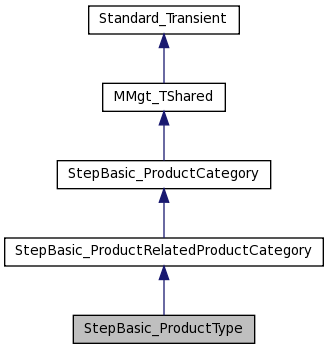 Standard_Transient
MMgt_TShared
StepBasic_ProductCategory
StepBasic_ProductRelatedProductCategory
StepBasic_ProductType